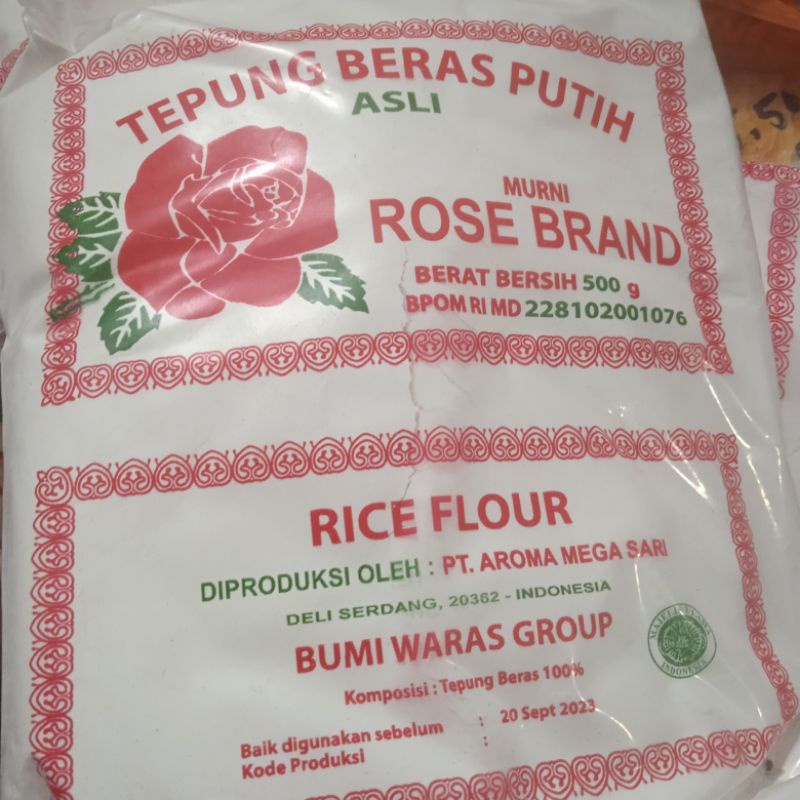 TEPUNG BERAS PUTIH
ASLI
MURNI
ROSE BRAND
BERAT BERSIH 500 g
BPOM RI MD 228102001076
RICE FLOUR
DIPRODUKSI OLEH : PT. AROMA MEGA SARI
DELI SERDANG, 20362 - INDONESIA
BUMI WARAS GROUP
INDONESIA
Komposisi : Tepung Beras 100%
Baik digunakan sebelum : 20 Sept 2023
Kode Produksi :